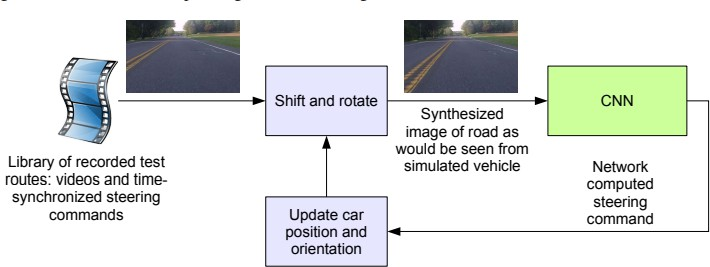 Shift and rotate
CNN
Synthesized
image of road as
would be seen from
simulated vehicle
Library of recorded test
routes: videos and time-
synchronized steering
commands
Network
computed
steering
command
Update car
position and
orientation